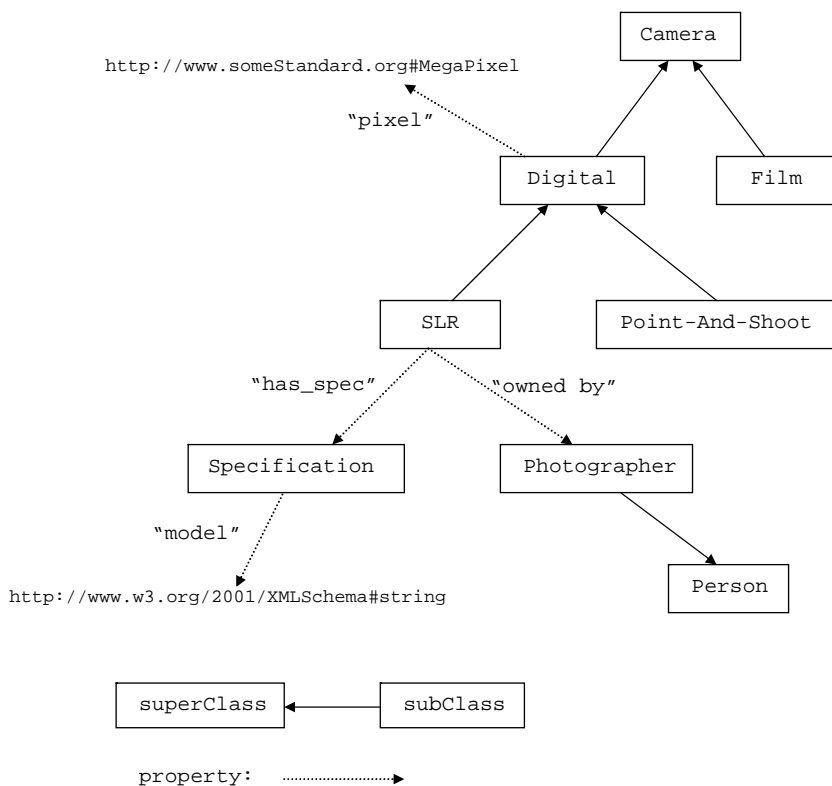 Camera
http://www.someStandard.org#MegaPixel
“pixel”
Digital
Film
SLR
Point-And-Shoot
“has_spec”
“owned by”
Specification
Photographer
“model”
Person
http://www.w3.org/2001/XMLSchema#string
superClass
subClass
property: